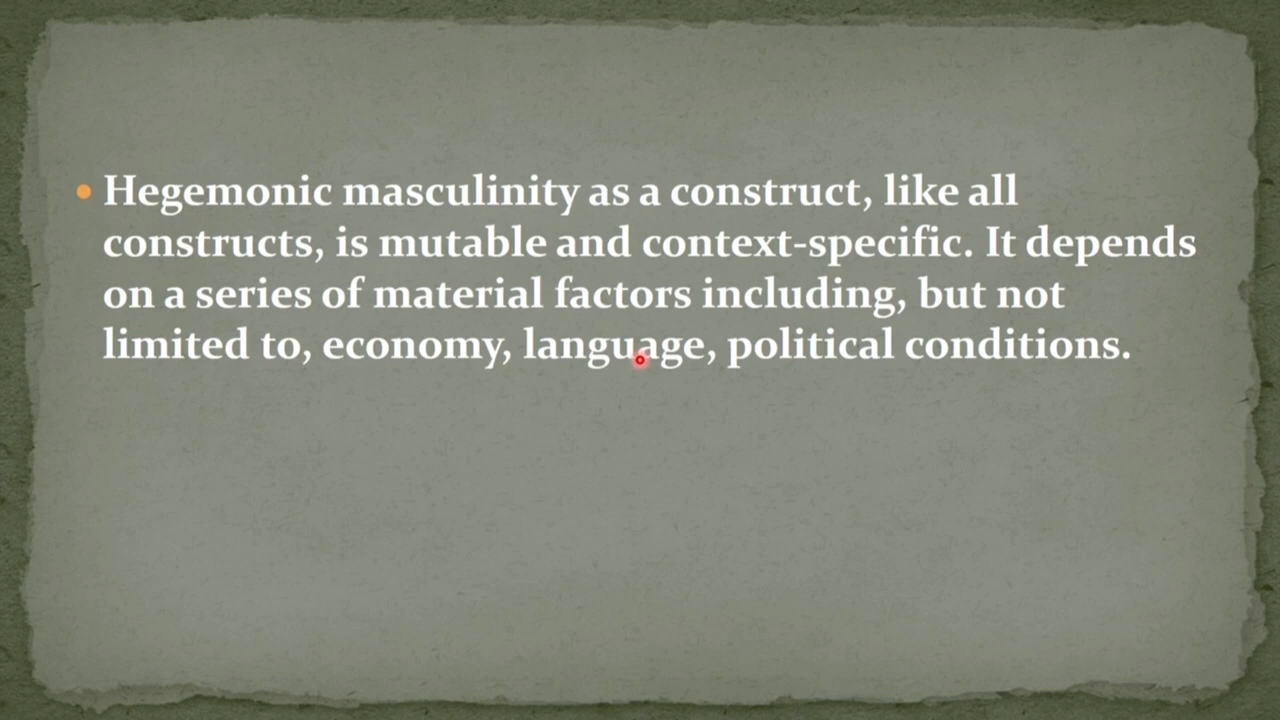 • Hegemonic masculinity as a construct, like all
constructs, is mutable and context-specific. It depends
on a series of material factors including, but not
limited to, economy, language, political conditions.